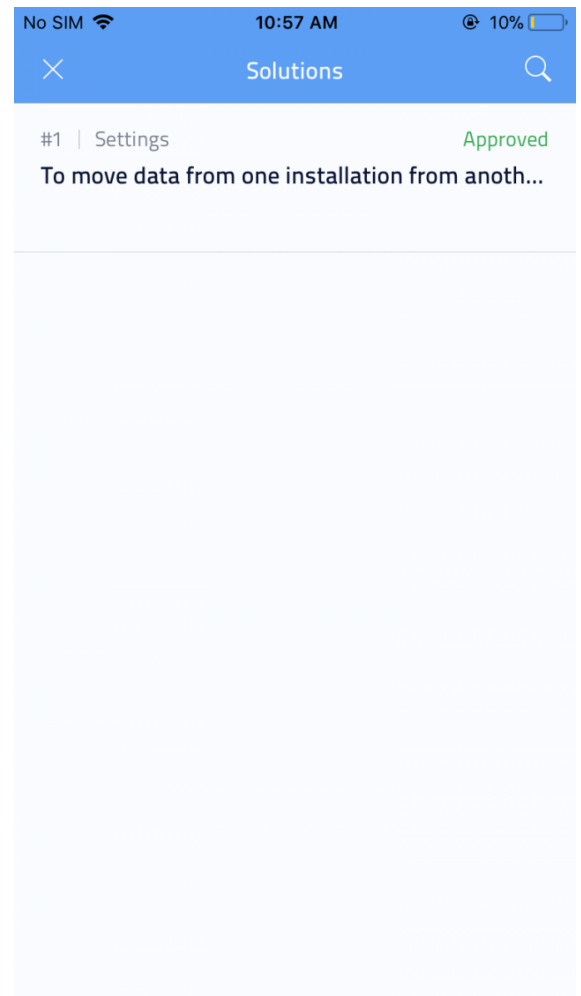 No SIM 10:57 AM 10%
Solutions
#1 | Settings Approved
To move data from one installation from anoth...